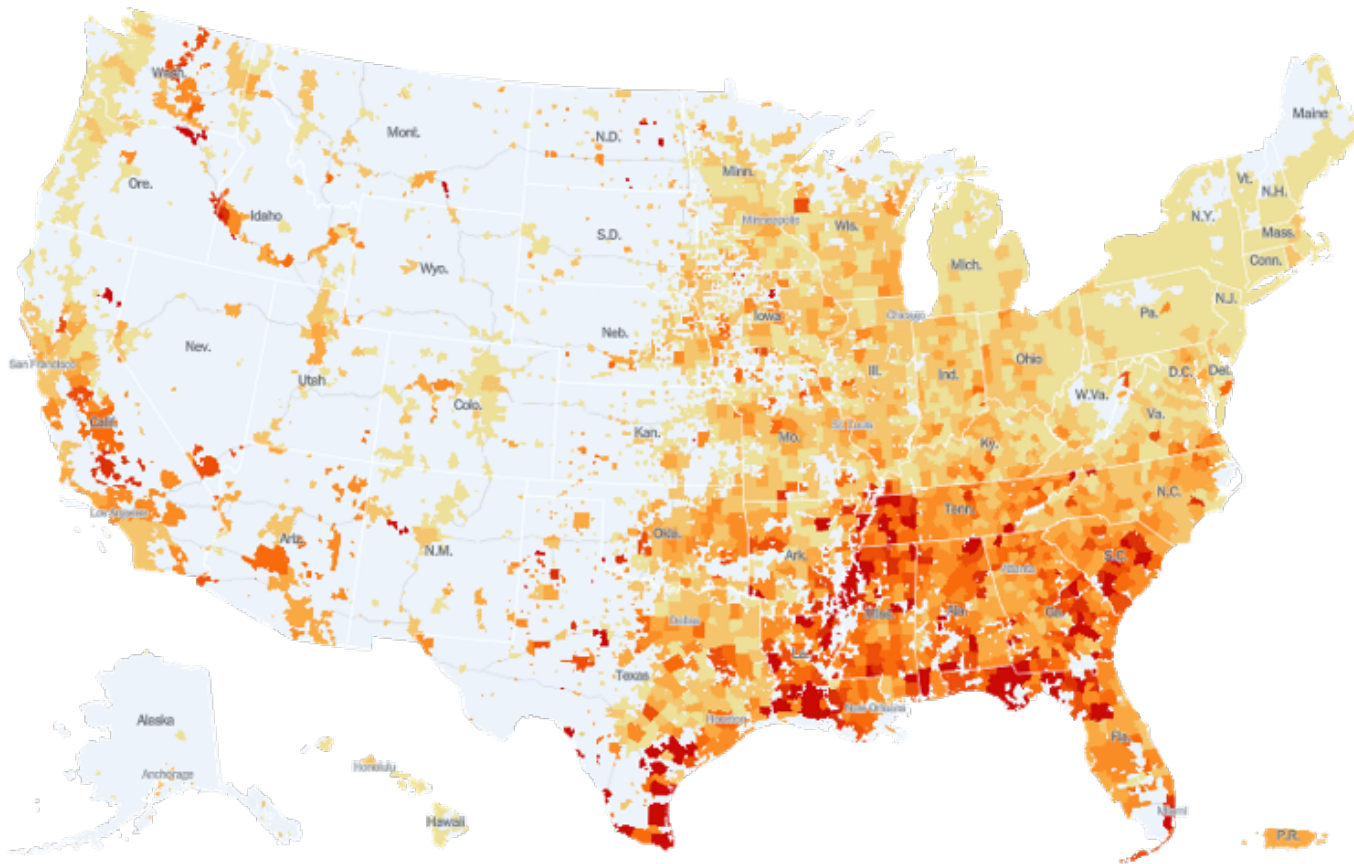 Maine
Wash.
Mont.
N.D.
Minn.
Vt.
N.H.
Ore.
Idaho
N.Y.
Minneapolis
Wis.
Mass.
S.D.
Mich.
Conn.
Wyo.
N.J.
Iowa
Chicago
Pa.
Neb.
Nev.
Ohio
San Francisco
Ill.
Ind.
D.C.
Del.
Utah
Colo.
W.Va.
Va.
Calif.
Kan.
Mo.
St. Louis
Ky.
N.C.
Los Angeles
Tenn.
Okla.
Ariz.
N.M.
Ark.
S.C.
Atlanta
Miss.
Ala.
Ga.
Dallas
La.
Texas
New Orleans
Alaska
Houston
Fla.
Honolulu
Anchorage
Miami
Hawaii
P.R.